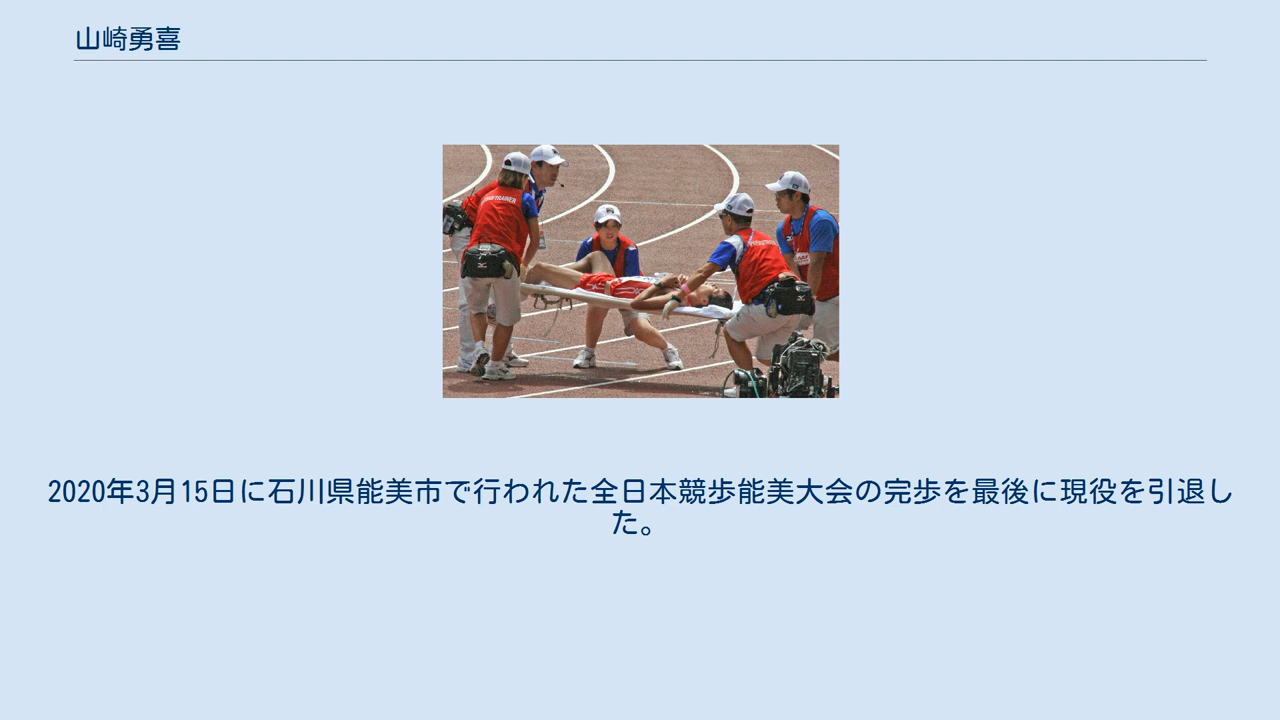 山崎勇喜
2020年3月15日に石川県能美市で行われた全日本競歩能美大会の完歩を最後に現役を引退し
た。